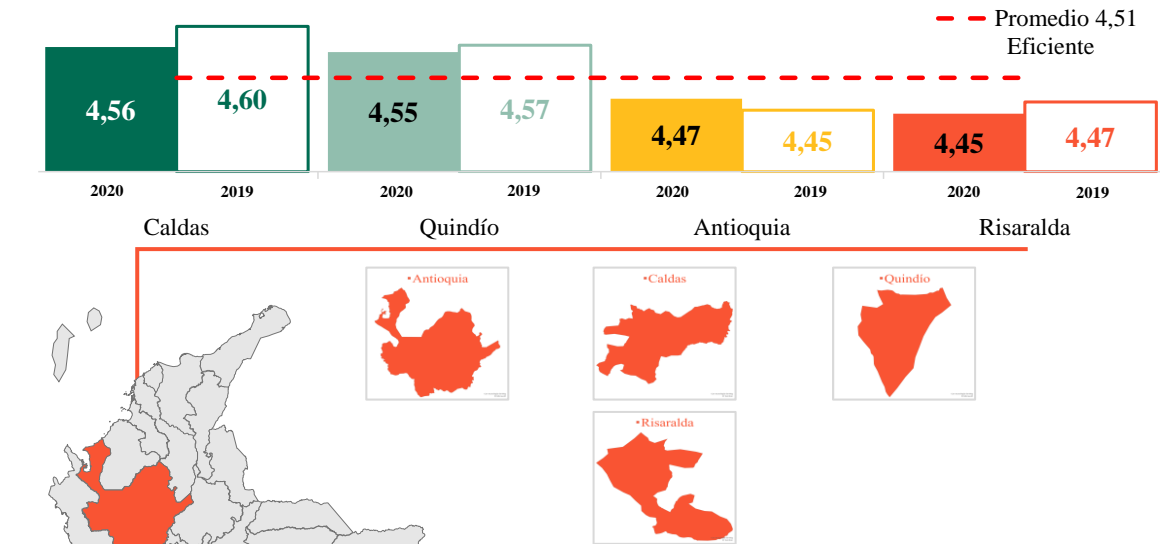 Promedio 4,51
Eficiente
4,56
4,60
4,55
4,57
4,47
4,45
4,45
4,47
2020
2019
2020
2019
2020
2019
2020
2019
Caldas
Quindío
Antioquia
Risaralda
•Antioquia
•Caldas
•Quindío
•Risaralda